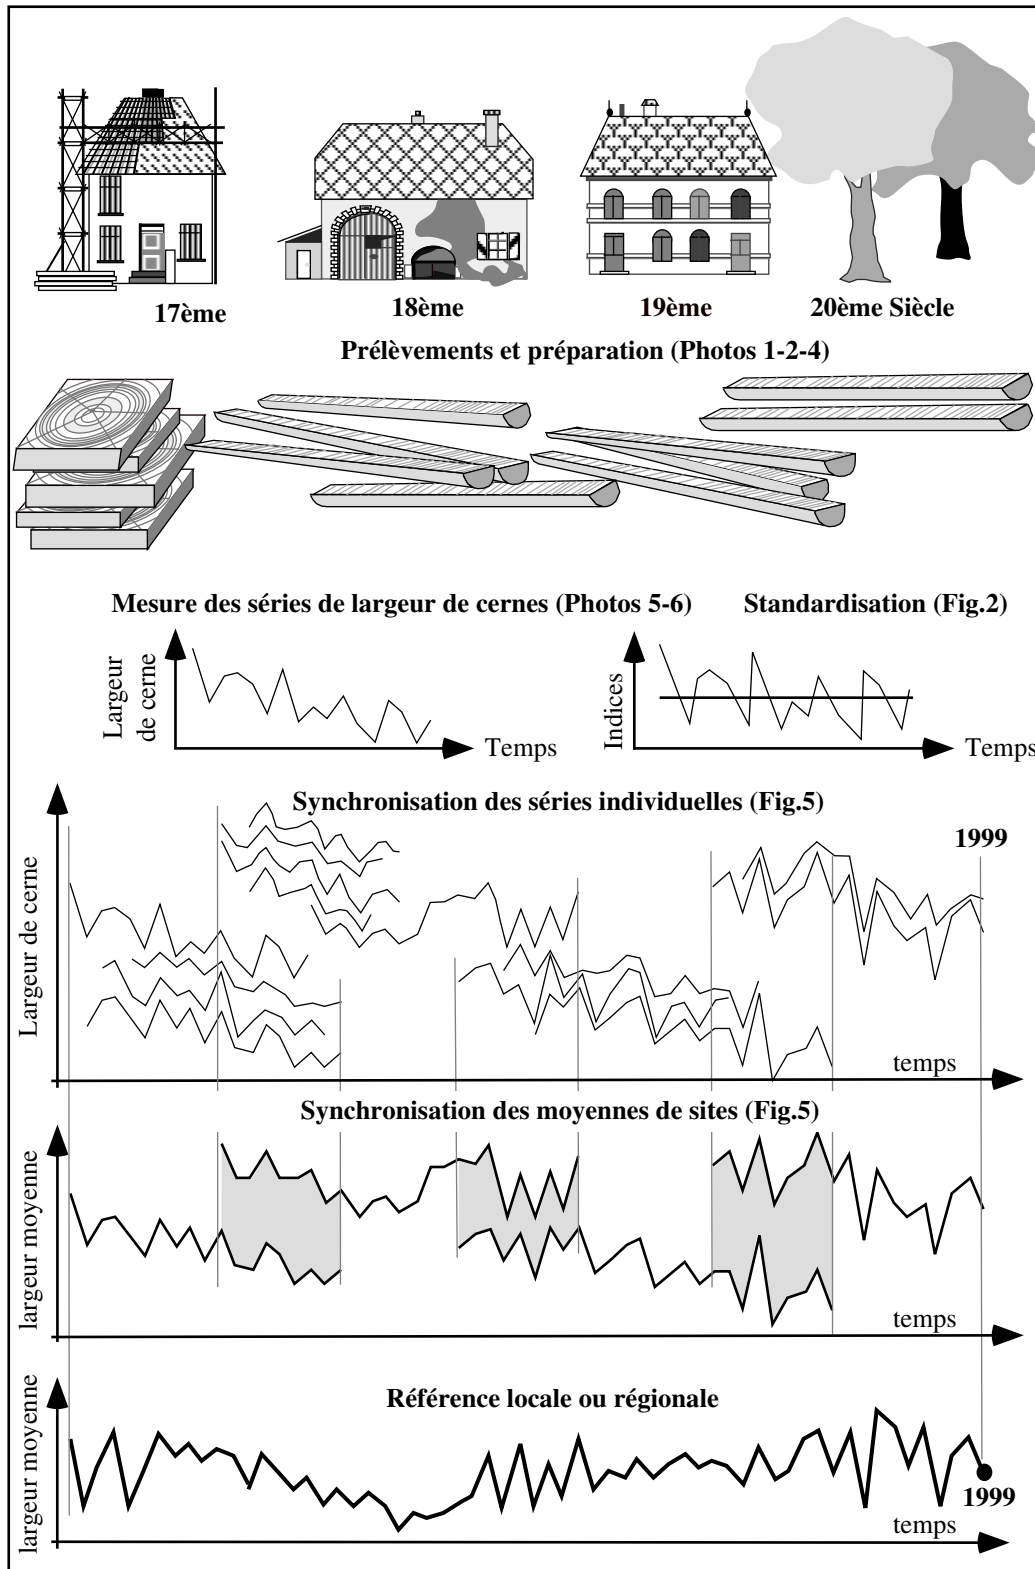 17ème
18ème
19ème
20ème Siècle
Prélèvements et préparation (Photos 1-2-4)
Mesure des séries de largeur de cernes (Photos 5-6)
Standardisation (Fig.2)
Largeur
de cerne
Temps
Indices
Temps
Synchronisation des séries individuelles (Fig.5)
1999
Largeur de cerne
temps
Synchronisation des moyennes de sites (Fig.5)
largeur moyenne
temps
Référence locale ou régionale
largeur moyenne
1999
temps